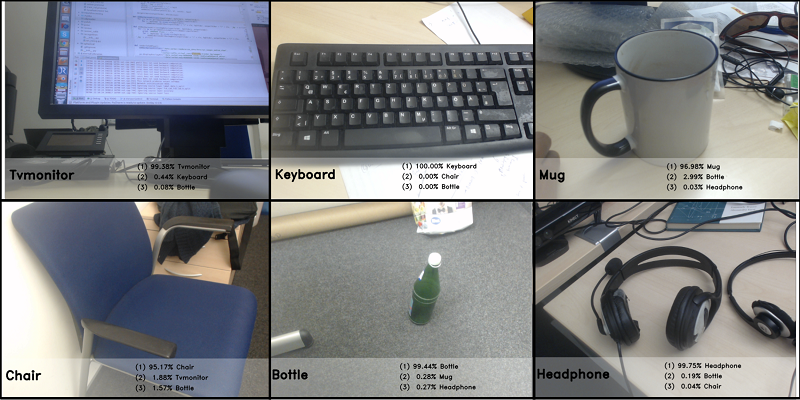 Tvmonitor
(1) 99.38% Tvmonitor
(2) 0.44% Keyboard
(3) 0.08% Bottle
Keyboard
(1) 100.00% Keyboard
(2) 0.00% Chair
(3) 0.00% Bottle
Mug
(1) 96.98% Mug
(2) 2.99% Bottle
(3) 0.03% Headphone
Chair
(1) 95.17% Chair
(2) 1.88% Tvmonitor
(3) 1.57% Bottle
Bottle
(1) 99.44% Bottle
(2) 0.28% Mug
(3) 0.27% Headphone
Headphone
(1) 99.75% Headphone
(2) 0.19% Bottle
(3) 0.04% Chair